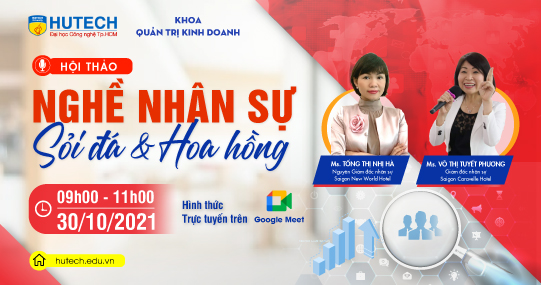 HUTECH
Đại học Công nghệ Tp.HCM
KHOA
QUẢN TRỊ KINH DOANH
HỘI THẢO
NGHỀ NHÂN SỰ
Sỏi đá & Hoa hồng
09h00 - 11h00
30/10/2021
Hình thức
Trực tuyến trên
Google Meet
Ms. TỐNG THỊ NHỊ HÀ
Nguyên Giám đốc nhân sự
Saigon New World Hotel
Ms. VÕ THỊ TUYẾT PHƯƠNG
Giám đốc nhân sự
Saigon Caravelle Hotel
hutech.edu.vn